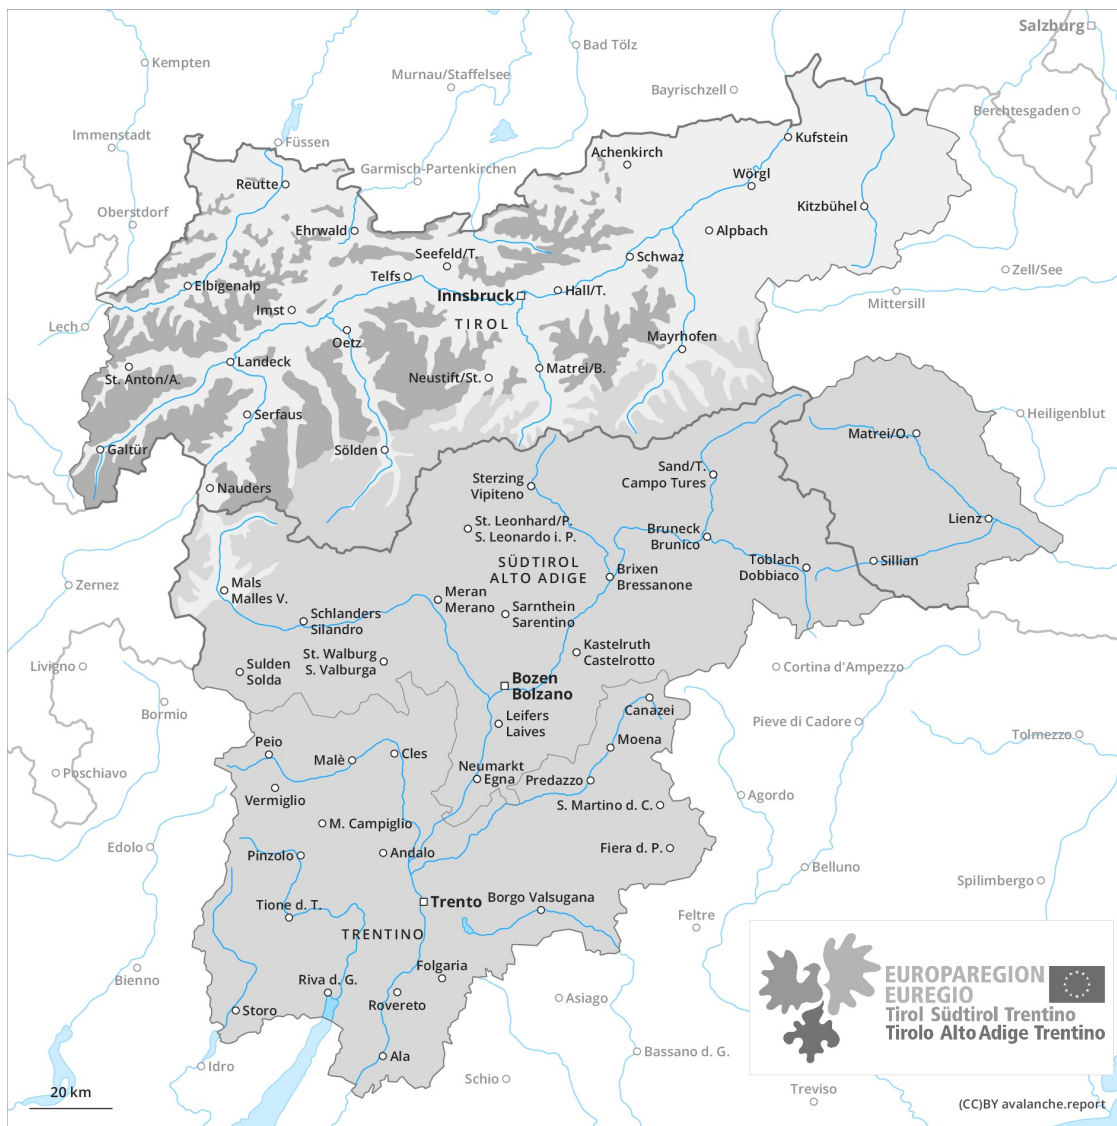 Salzburg
Bad Tölz
Kempten
Murnau/Staffelsee
Bayrischzell
Berchtesgaden
Immenstadt
Füssen
Kufstein
Achenkirch
Garmisch-Partenkirchen
Wörgl
Reutte
Kitzbühel
Oberstdorf
Ehrwald
Alpbach
Seefeld/T.
Schwaz
Zell/See
Telfs
Elbigenalp
Hall/T.
Innsbruck
Mittersill
Imst
TIROL
Lech
Oetz
Mayrhofen
Landeck
Matrei/B.
St. Anton/A.
Neustift/St.
Serfaus
Heiligenblut
Matrei/O.
Galtür
Sölden
Sand/T.
Campo Tures
Sterzing
Vipiteno
Nauders
Lienz
St. Leonhard/P.
S. Leonardo i. P.
Bruneck
Brunico
SÜDTIROL
ALTO ADIGE
Toblach
Dobbiaco
Sillian
Brixen
Bressanone
Zernez
Mals
Malles V.
Meran
Merano
Sarnthein
Sarentino
Schlanders
Silandro
Kastelruth
Castelrotto
St. Walburg
S. Valburga
Livigno
Sulden
Solda
Cortina d'Ampezzo
Bozen
Bolzano
Canazei
Bormio
Leifers
Laives
Pieve di Cadore
Tolmezzo
Moena
Peio
Cles
Malè
Neumarkt
Egna
Predazzo
Poschiavo
Vermiglio
Agordo
S. Martino d. C.
M. Campiglio
Edolo
Fiera d. P.
Pinzolo
Andalo
Belluno
Spilimbergo
Borgo Valsugana
Trento
Tione d. T.
Feltre
TRENTINO
Folgaria
Bienno
Riva d. G.
Rovereto
Asiago
Storo
EUROPAREGION
EUREGIO
Tirol Südtirol Trentino
Tirolo Alto Adige Trentino
Bassano d. G.
Ala
Idro
Schio
Treviso
20 km
(CC)BY avalanche.report